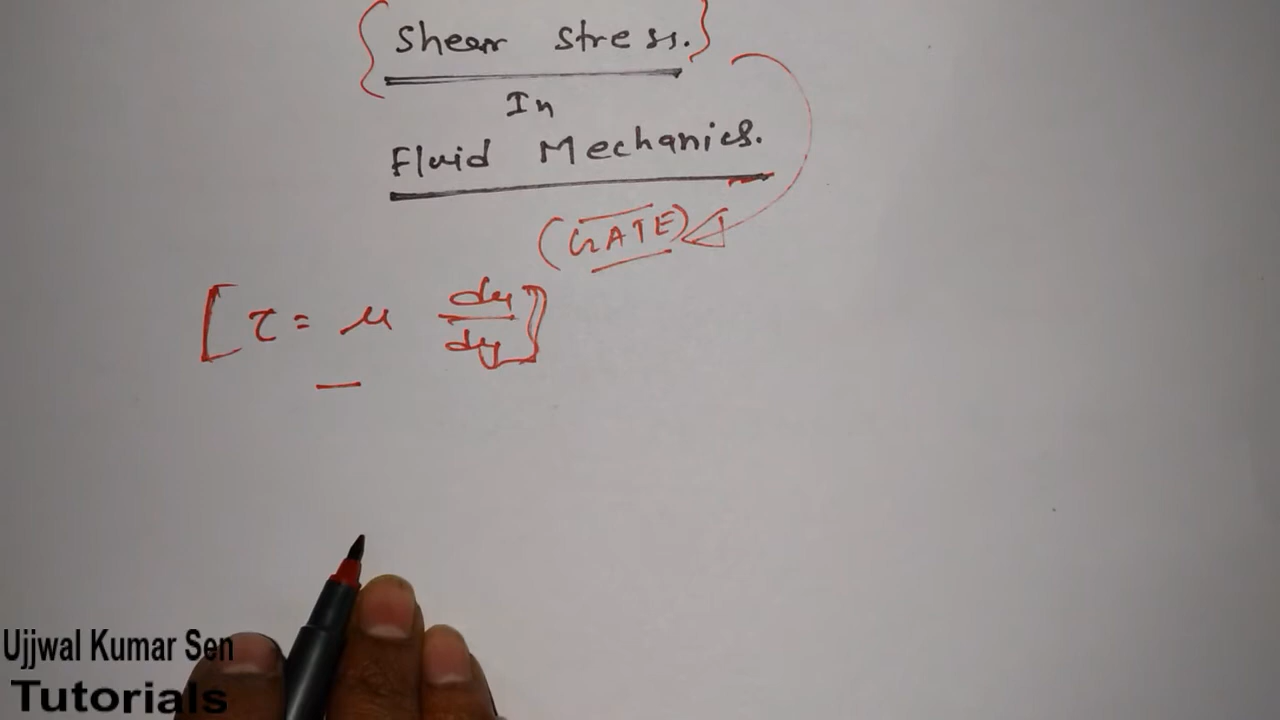 Shear stress.
In
Fluid Mechanics.
(GATE)
[τ = μ du/dy]
Ujjwal Kumar Sen
Tutorials